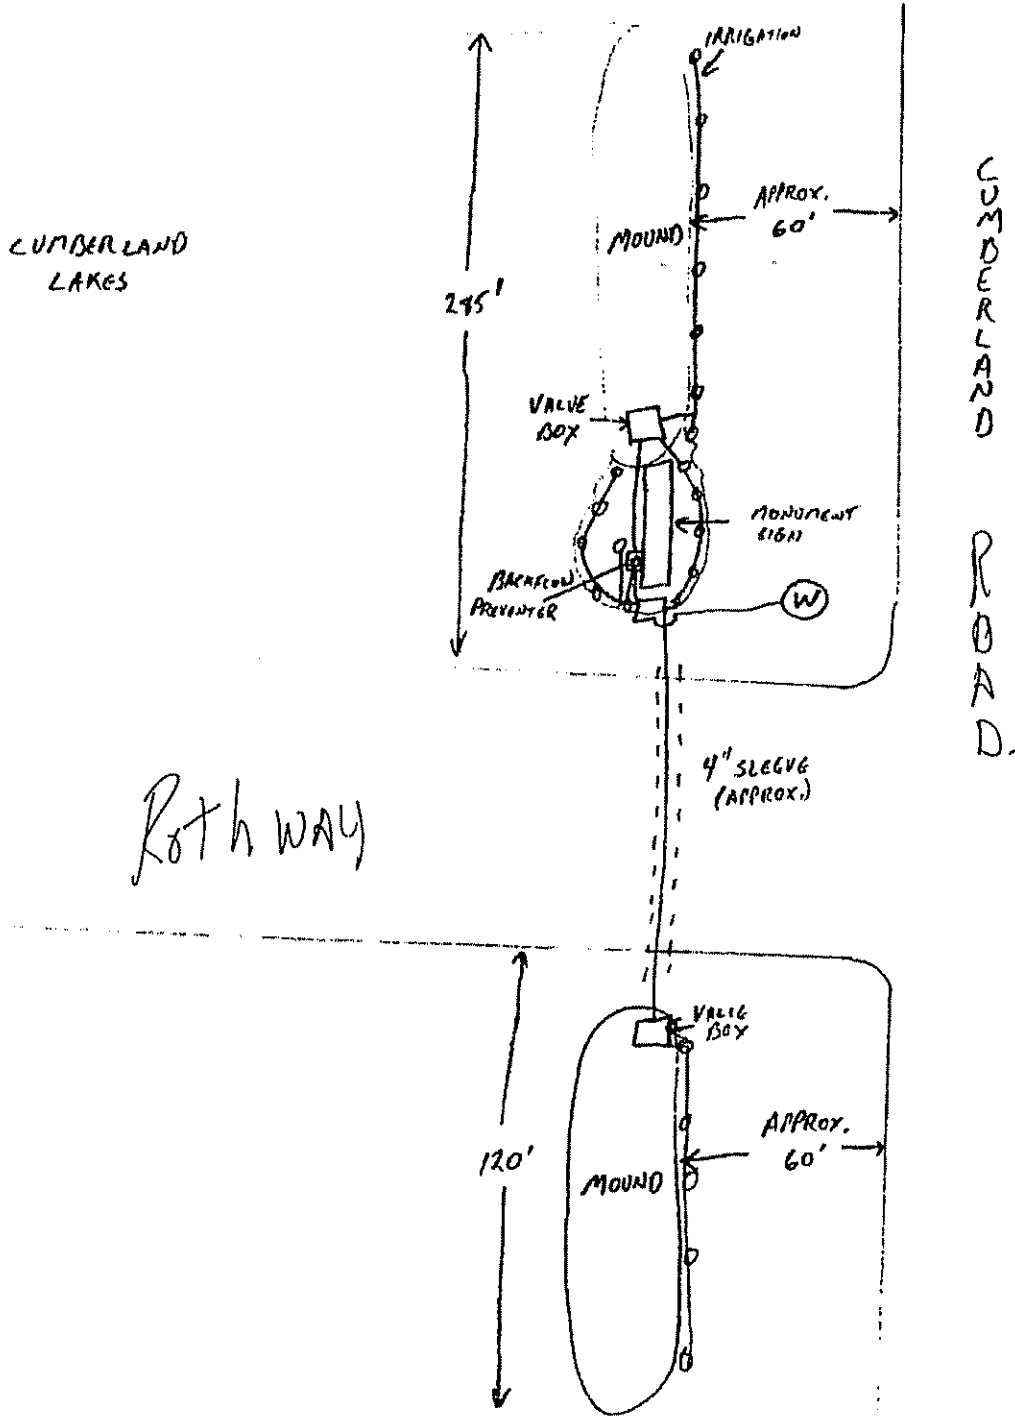 IRRIGATION
CUMBERLAND
LAKES
MOUND
APPROX.
60'
285'
VALVE
BOX
MONUMENT
SIGN
BACKFLOW
PREVENTER
W
CUMBERLAND ROAD.
4" SLEEVE
(APPROX.)
Roth WAY
VALVE
BOX
120'
MOUND
APPROX.
60'